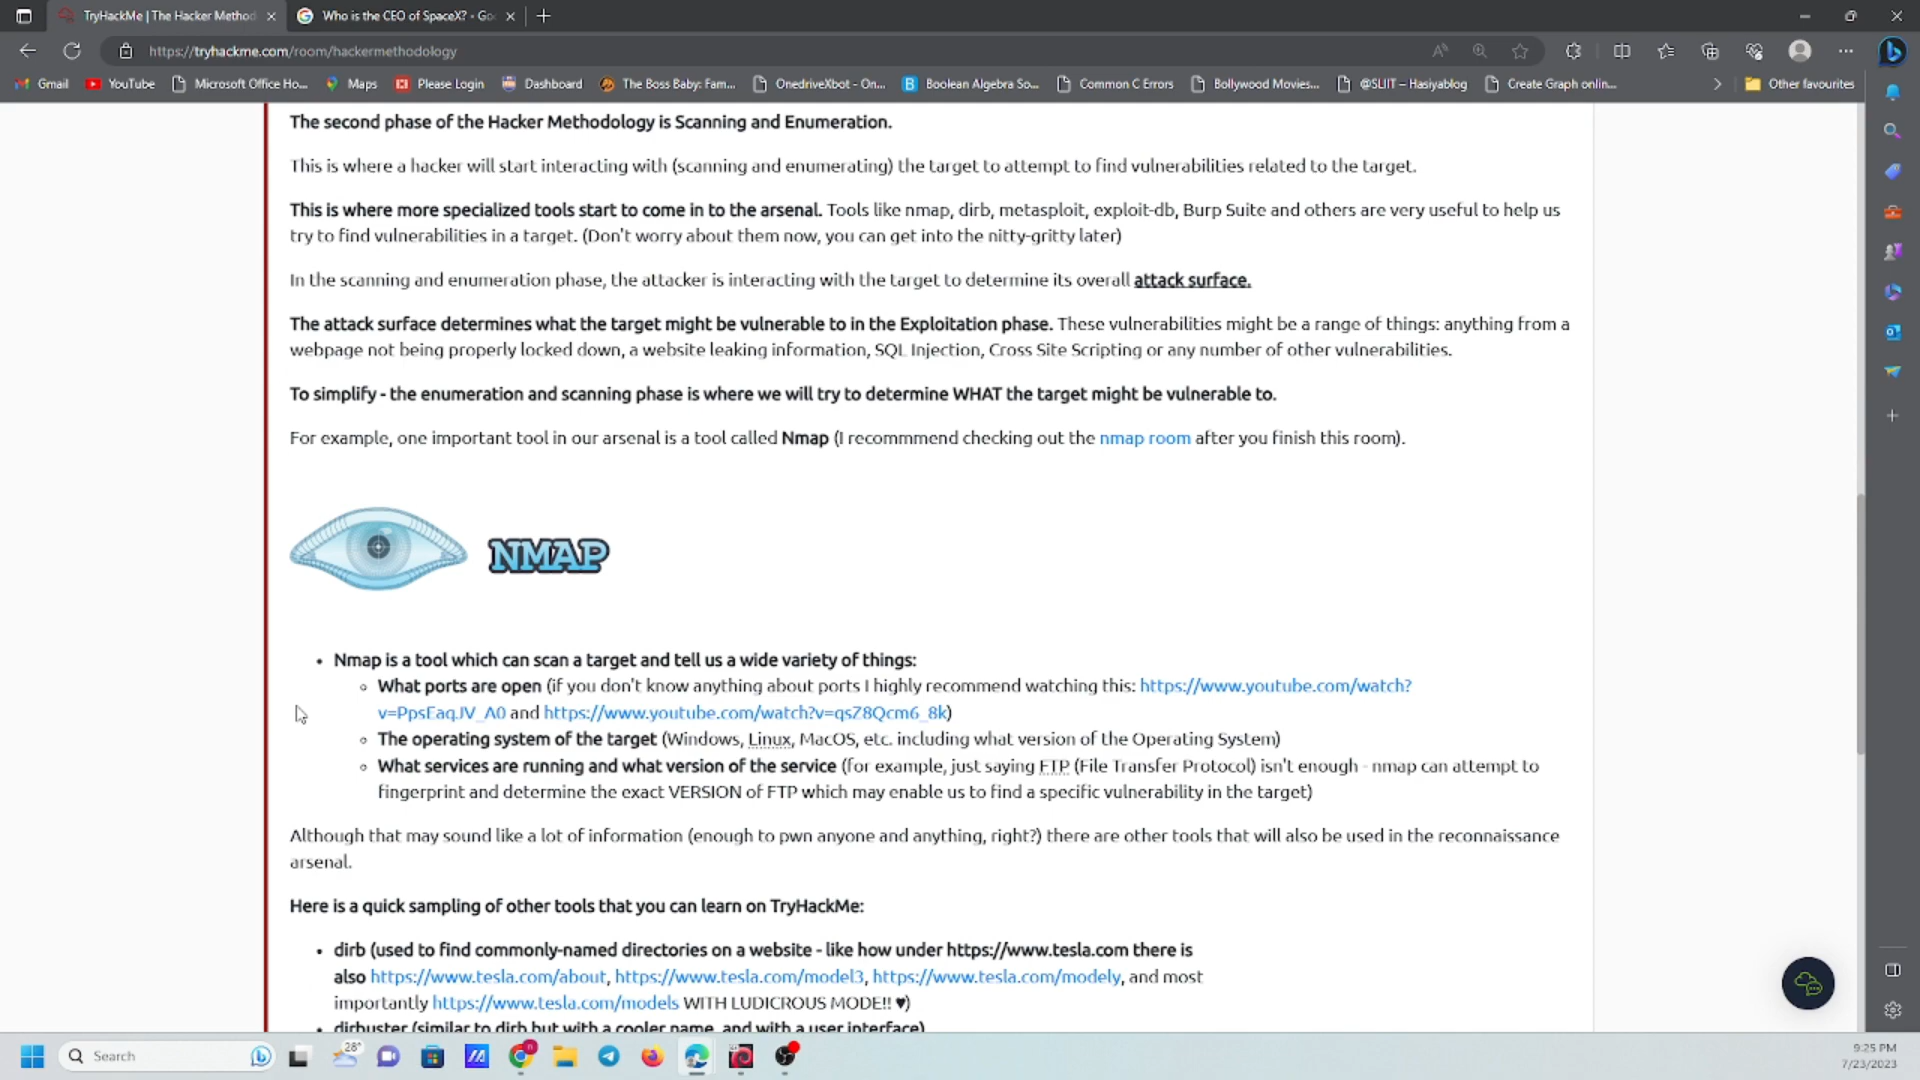 TryHackMe | The Hacker Method
Who is the CEO of SpaceX? - Go
https://tryhackme.com/room/hackermethodology
Gmail
YouTube
Microsoft Office Ho...
Maps
Please Login
Dashboard
The Boss Baby: Fam...
OnedriveXbot - On...
Boolean Algebra So...
Common C Errors
Bollywood Movies...
@SLIIT – Hasiyablog
Create Graph onlin...
Other favourites
The second phase of the Hacker Methodology is Scanning and Enumeration.
This is where a hacker will start interacting with (scanning and enumerating) the target to attempt to find vulnerabilities related to the target.
This is where more specialized tools start to come in to the arsenal. Tools like nmap, dirb, metasploit, exploit-db, Burp Suite and others are very useful to help us
try to find vulnerabilities in a target. (Don't worry about them now, you can get into the nitty-gritty later)
In the scanning and enumeration phase, the attacker is interacting with the target to determine its overall attack surface.
The attack surface determines what the target might be vulnerable to in the Exploitation phase. These vulnerabilities might be a range of things: anything from a
webpage not being properly locked down, a website leaking information, SQL Injection, Cross Site Scripting or any number of other vulnerabilities.
To simplify - the enumeration and scanning phase is where we will try to determine WHAT the target might be vulnerable to.
For example, one important tool in our arsenal is a tool called Nmap (I recommmend checking out the nmap room after you finish this room).
NMAP
• Nmap is a tool which can scan a target and tell us a wide variety of things:
◦ What ports are open (if you don't know anything about ports I highly recommend watching this: https://www.youtube.com/watch?
v=PpsEaqJV_A0 and https://www.youtube.com/watch?v=qsZ8Qcm6_8k)
◦ The operating system of the target (Windows, Linux, MacOS, etc. including what version of the Operating System)
◦ What services are running and what version of the service (for example, just saying FTP (File Transfer Protocol) isn't enough - nmap can attempt to
fingerprint and determine the exact VERSION of FTP which may enable us to find a specific vulnerability in the target)
Although that may sound like a lot of information (enough to pwn anyone and anything, right?) there are other tools that will also be used in the reconnaissance
arsenal.
Here is a quick sampling of other tools that you can learn on TryHackMe:
• dirb (used to find commonly-named directories on a website - like how under https://www.tesla.com there is
also https://www.tesla.com/about, https://www.tesla.com/model3, https://www.tesla.com/modely, and most
importantly https://www.tesla.com/models WITH LUDICROUS MODE!! ♥)
• dirbuster (similar to dirb but with a cooler name, and with a user interface)
Search
28°
9:25 PM
7/23/2023